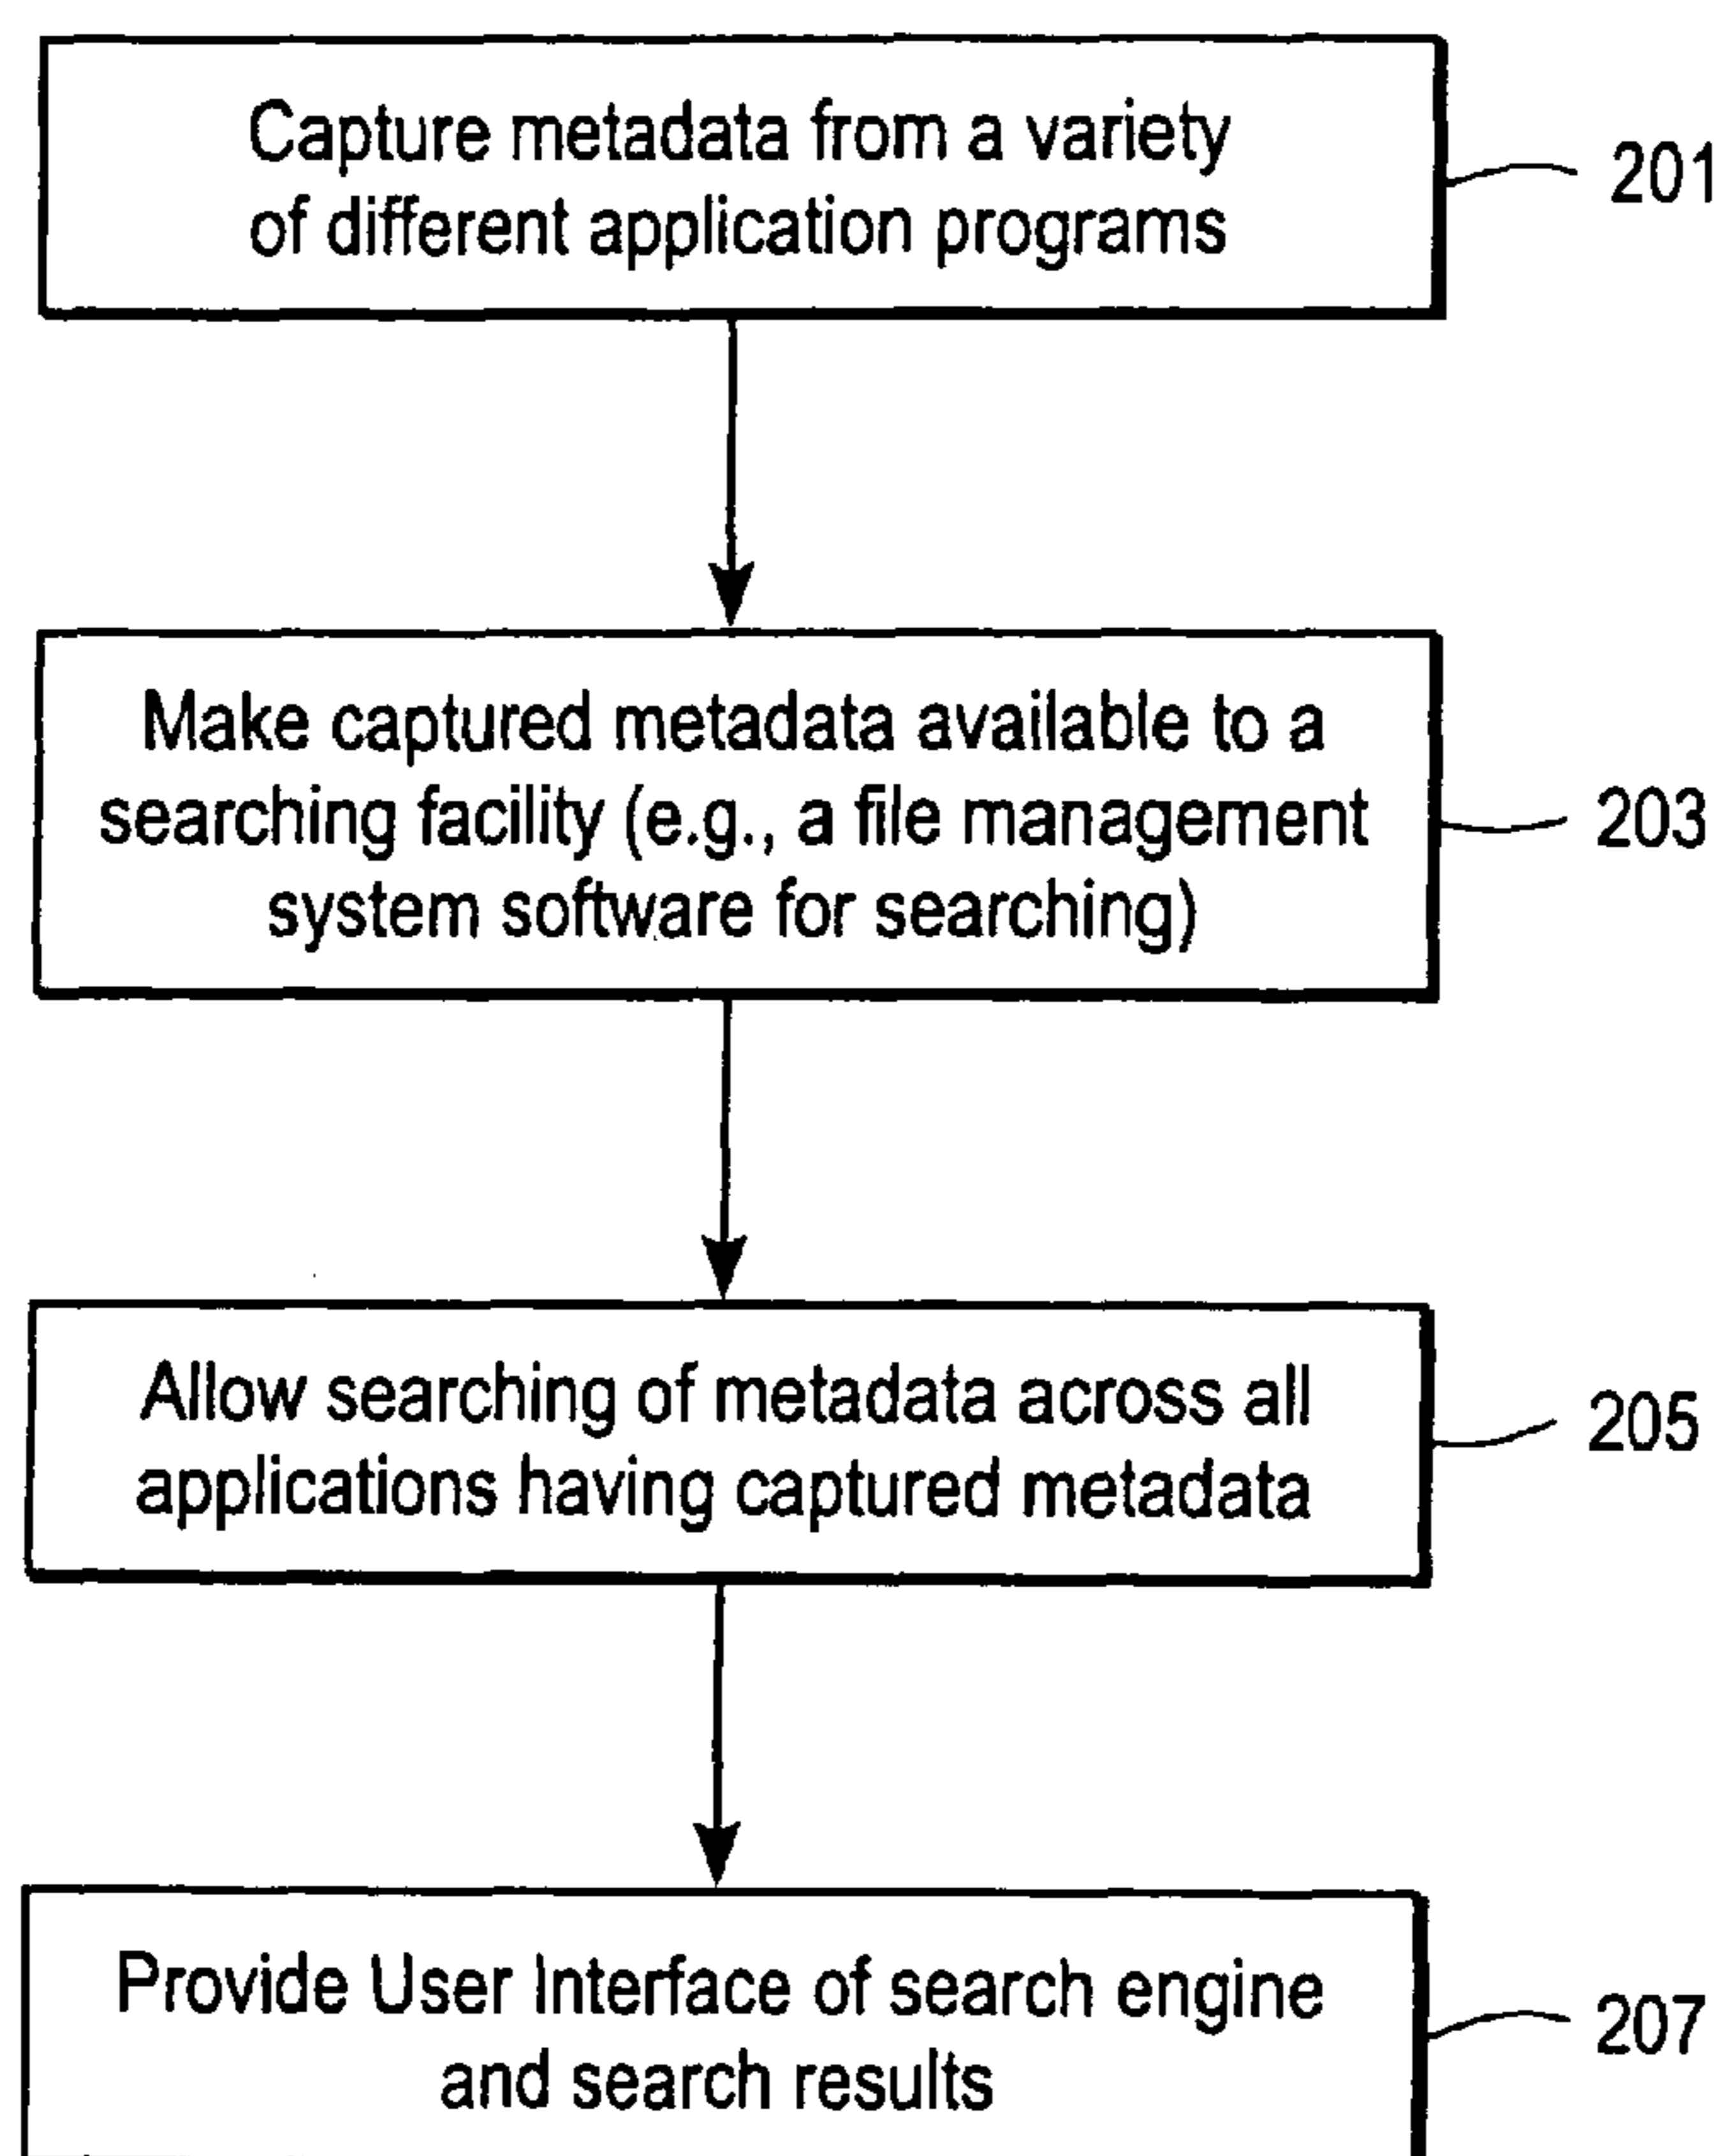 Capture metadata from a variety
of different application programs
201
Make captured metadata available to a
searching facility (e.g., a file management
system software for searching)
203
Allow searching of metadata across all
applications having captured metadata
205
Provide User Interface of search engine
and search results
207